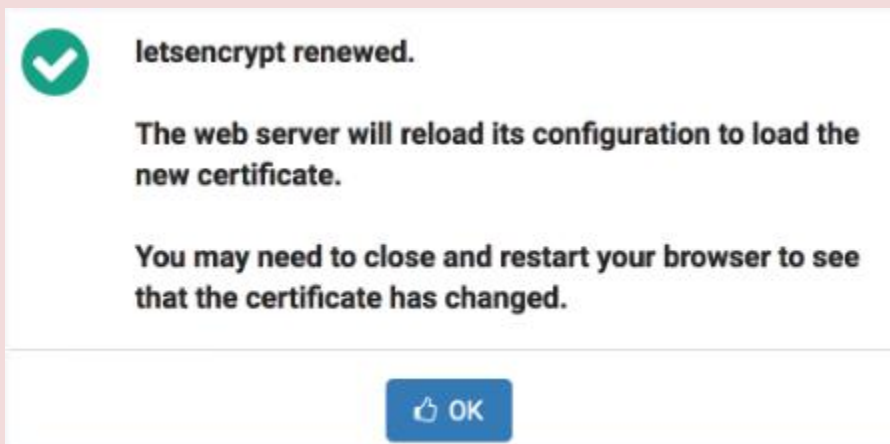 letsencrypt renewed.
The web server will reload its configuration to load the
new certificate.
You may need to close and restart your browser to see
that the certificate has changed.
OK